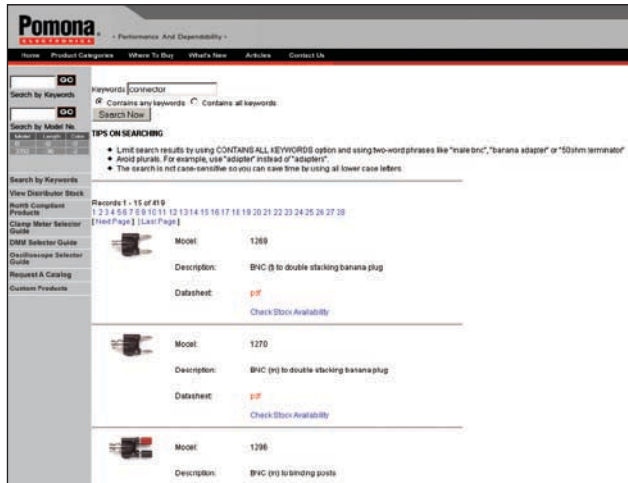 Pomona®
ELECTRONICS
• Performance And Dependability •
Home Product Categories Where To Buy What's New Articles Contact Us
GO
Search by Keywords
GO
Search by Model No.
Model Length Color
Search by Keywords
View Distributor Stock
RoHS Compliant
Products
Clamp Meter Selector
Guide
DMM Selector Guide
Oscilloscope Selector
Guide
Request A Catalog
Custom Products
Keywords connector
Contains any keywords Contains all keywords
Search Now
TIPS ON SEARCHING
Limit search results by using CONTAINS ALL KEYWORDS option and using two-word phrases like "male bnc", "banana adapter" or "50ohm terminator"
Avoid plurals. For example, use "adapter" instead of "adapters".
The search is not case-sensitive so you can save time by using all lower case letters.
Records 1 - 15 of 419
1 2 3 4 5 6 7 8 9 10 11 12 13 14 15 16 17 18 19 20 21 22 23 24 25 26 27 28
[Next Page] [Last Page]
Model: 1269
Description: BNC (f) to double stacking banana plug
Datasheet: pdf
Check Stock Availability
Model: 1270
Description: BNC (m) to double stacking banana plug
Datasheet: pdf
Check Stock Availability
Model: 1296
Description: BNC (m) to binding posts